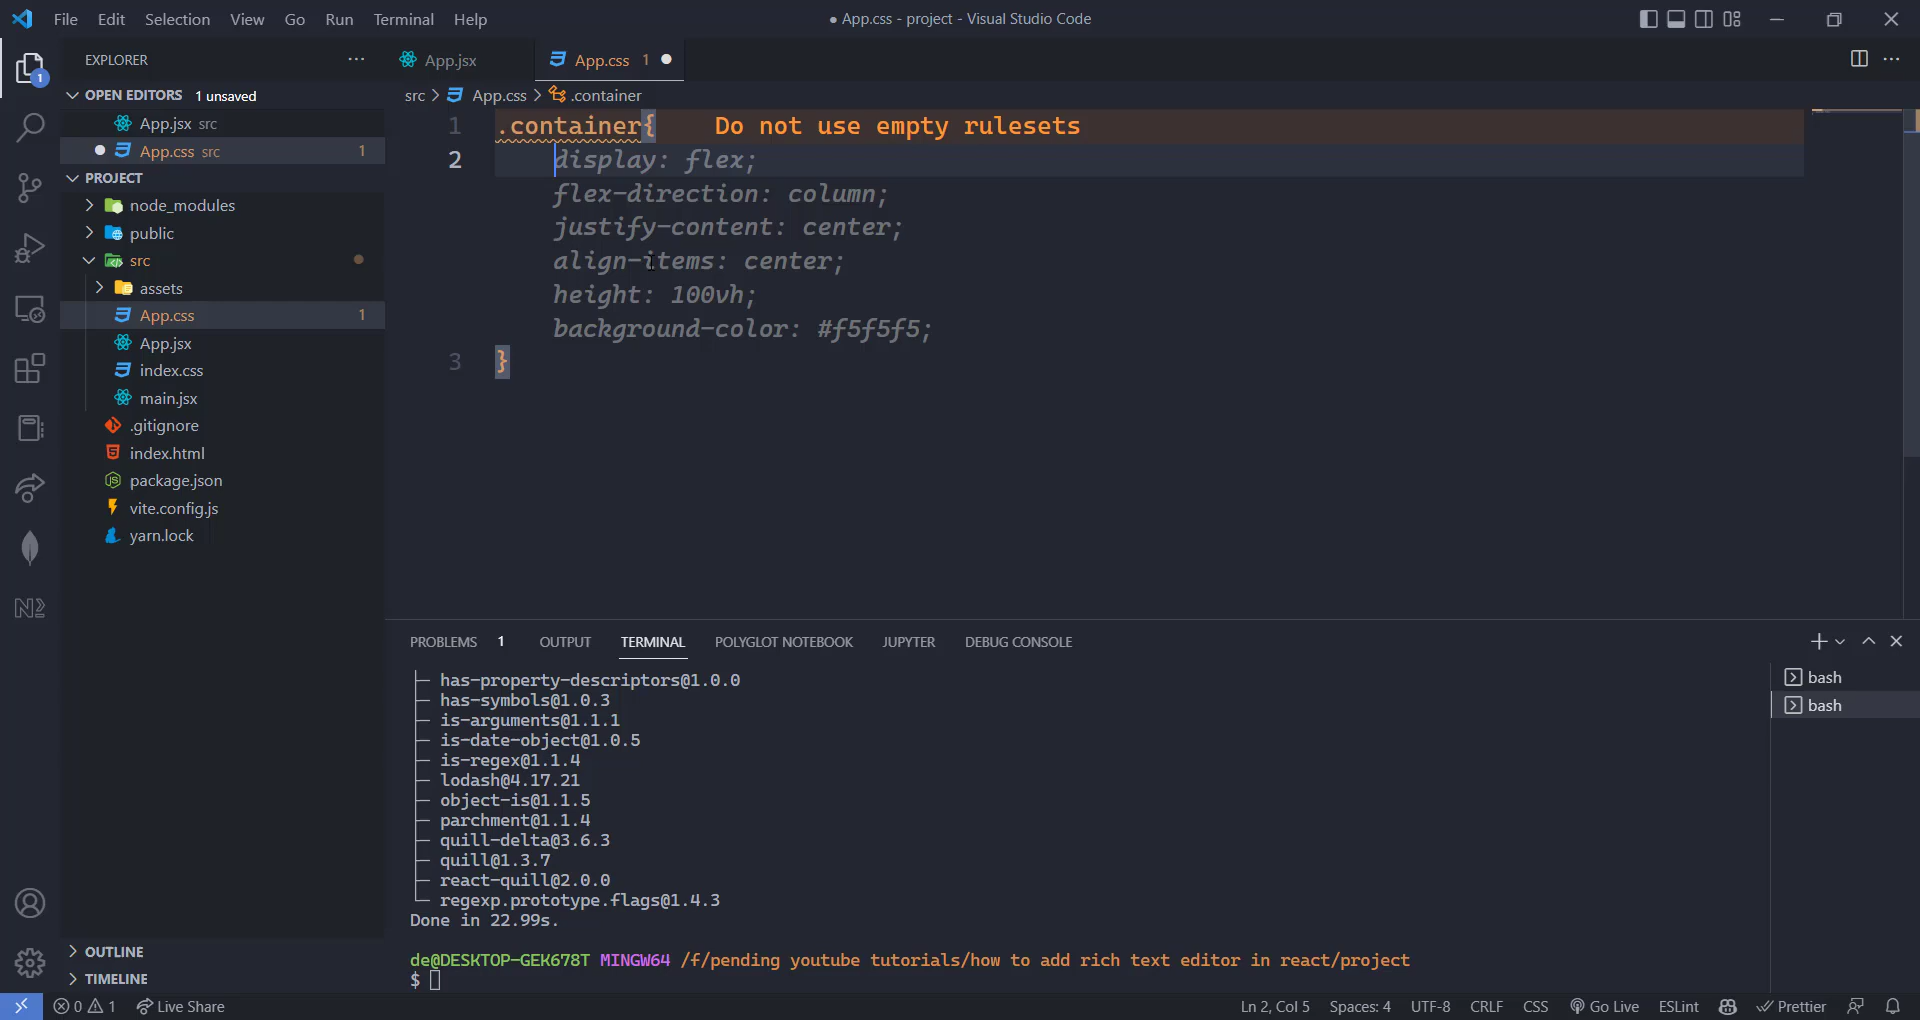 File Edit Selection View Go Run Terminal Help
● App.css - project - Visual Studio Code
EXPLORER
1
OPEN EDITORS 1 unsaved
App.jsx src
App.css src 1
PROJECT
node_modules
public
src
assets
App.css 1
App.jsx
index.css
main.jsx
.gitignore
index.html
package.json
vite.config.js
yarn.lock
OUTLINE
TIMELINE
App.jsx
App.css 1
src > App.css > .container
1 .container{ Do not use empty rulesets
2 display: flex;
flex-direction: column;
justify-content: center;
align-items: center;
height: 100vh;
background-color: #f5f5f5;
3 }
PROBLEMS 1 OUTPUT TERMINAL POLYGLOT NOTEBOOK JUPYTER DEBUG CONSOLE
├─ has-property-descriptors@1.0.0
├─ has-symbols@1.0.3
├─ is-arguments@1.1.1
├─ is-date-object@1.0.5
├─ is-regex@1.1.4
├─ lodash@4.17.21
├─ object-is@1.1.5
├─ parchment@1.1.4
├─ quill-delta@3.6.3
├─ quill@1.3.7
├─ react-quill@2.0.0
└─ regexp.prototype.flags@1.4.3
Done in 22.99s.
de@DESKTOP-GEK678T MINGW64 /f/pending youtube tutorials/how to add rich text editor in react/project
$
bash
bash
0 1 Live Share
Ln 2, Col 5 Spaces: 4 UTF-8 CRLF CSS Go Live ESLint Prettier